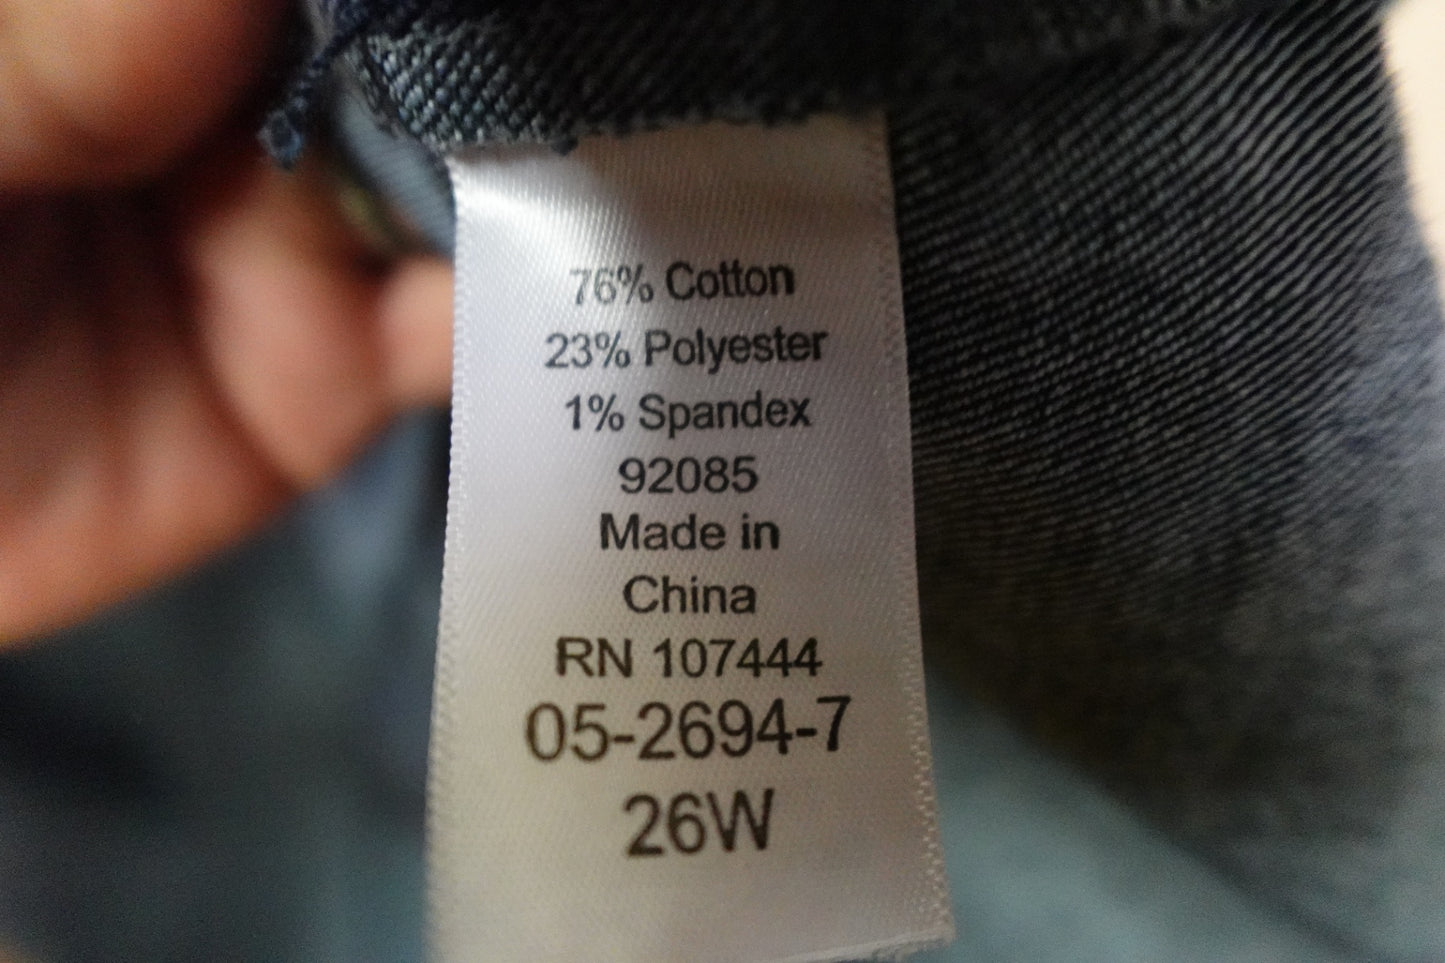 76% Cotton
23% Polyester
1% Spandex
92085
Made in
China
RN 107444
05-2694-7
26W